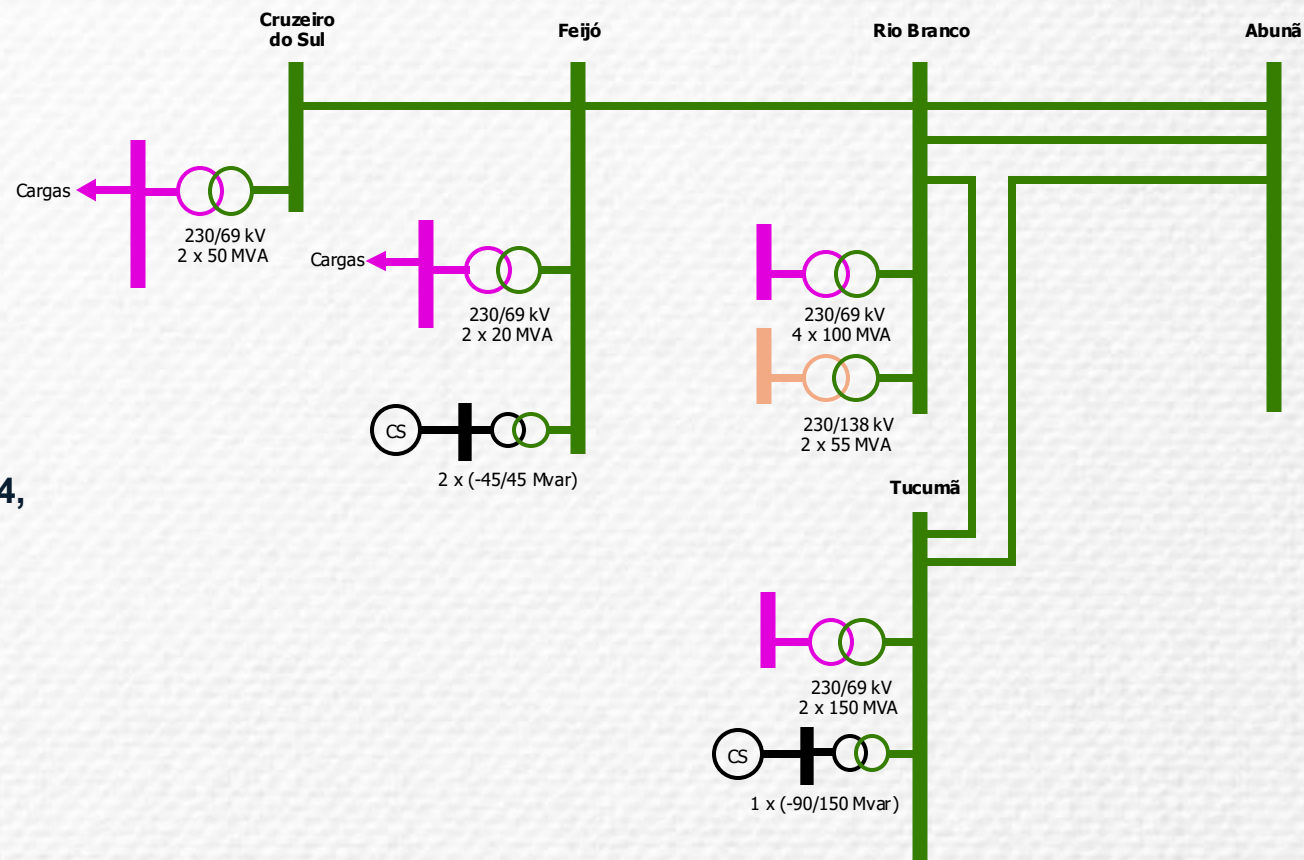 Cruzeiro
do Sul
Feijó
Rio Branco
Abunã
Cargas
230/69 kV
2 x 50 MVA
Cargas
230/69 kV
2 x 20 MVA
230/69 kV
4 x 100 MVA
CS
2 x (-45/45 Mvar)
230/138 kV
2 x 55 MVA
4,
Tucumã
230/69 kV
2 x 150 MVA
CS
1 x (-90/150 Mvar)